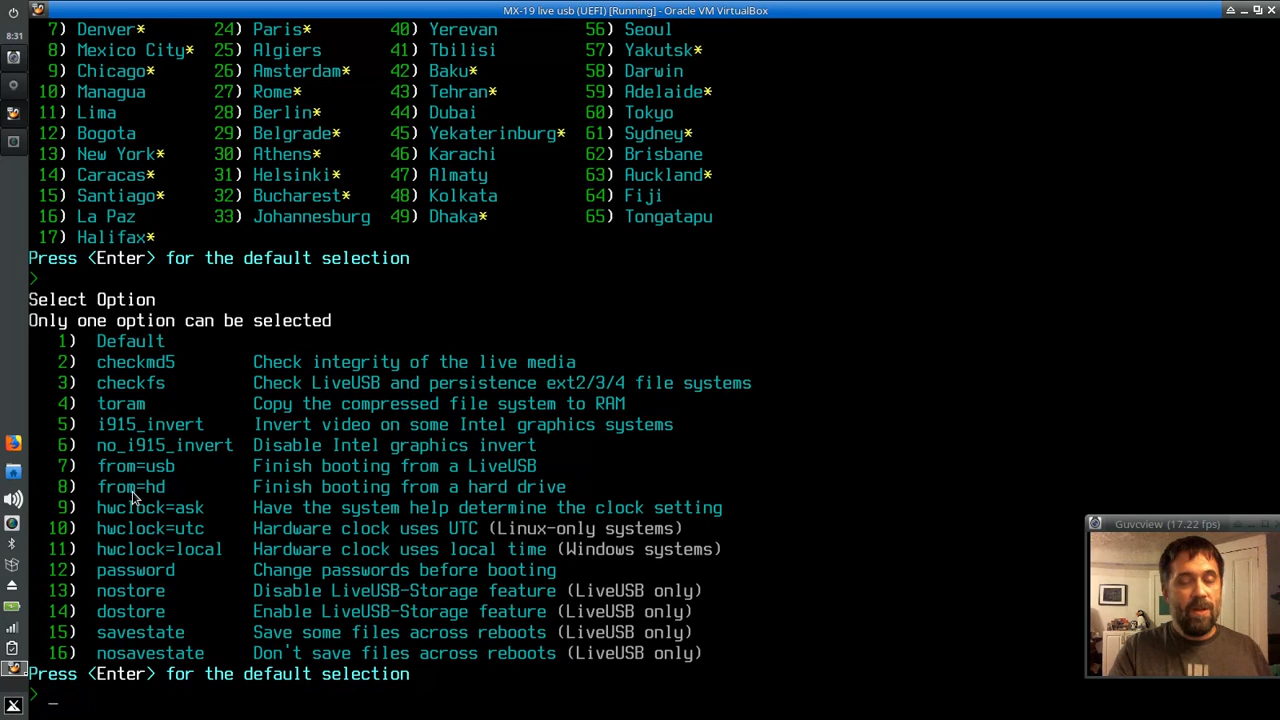 MX-19 live usb (UEFI) [Running] - Oracle VM VirtualBox
8:31
7) Denver* 24) Paris* 40) Yerevan 56) Seoul
8) Mexico City* 25) Algiers 41) Tbilisi 57) Yakutsk*
9) Chicago* 26) Amsterdam* 42) Baku* 58) Darwin
10) Managua 27) Rome* 43) Tehran* 59) Adelaide*
11) Lima 28) Berlin* 44) Dubai 60) Tokyo
12) Bogota 29) Belgrade* 45) Yekaterinburg* 61) Sydney*
13) New York* 30) Athens* 46) Karachi 62) Brisbane
14) Caracas* 31) Helsinki* 47) Almaty 63) Auckland*
15) Santiago* 32) Bucharest* 48) Kolkata 64) Fiji
16) La Paz 33) Johannesburg 49) Dhaka* 65) Tongatapu
17) Halifax*
Press <Enter> for the default selection
>
Select Option
Only one option can be selected
1) Default
2) checkmd5 Check integrity of the live media
3) checkfs Check LiveUSB and persistence ext2/3/4 file systems
4) toram Copy the compressed file system to RAM
5) i915_invert Invert video on some Intel graphics systems
6) no_i915_invert Disable Intel graphics invert
7) from=usb Finish booting from a LiveUSB
8) from=hd Finish booting from a hard drive
9) hwclock=ask Have the system help determine the clock setting
10) hwclock=utc Hardware clock uses UTC (Linux-only systems)
11) hwclock=local Hardware clock uses local time (Windows systems)
12) password Change passwords before booting
13) nostore Disable LiveUSB-Storage feature (LiveUSB only)
14) dostore Enable LiveUSB-Storage feature (LiveUSB only)
15) savestate Save some files across reboots (LiveUSB only)
16) nosavestate Don't save files across reboots (LiveUSB only)
Press <Enter> for the default selection
> _
Guvcview (17.22 fps)